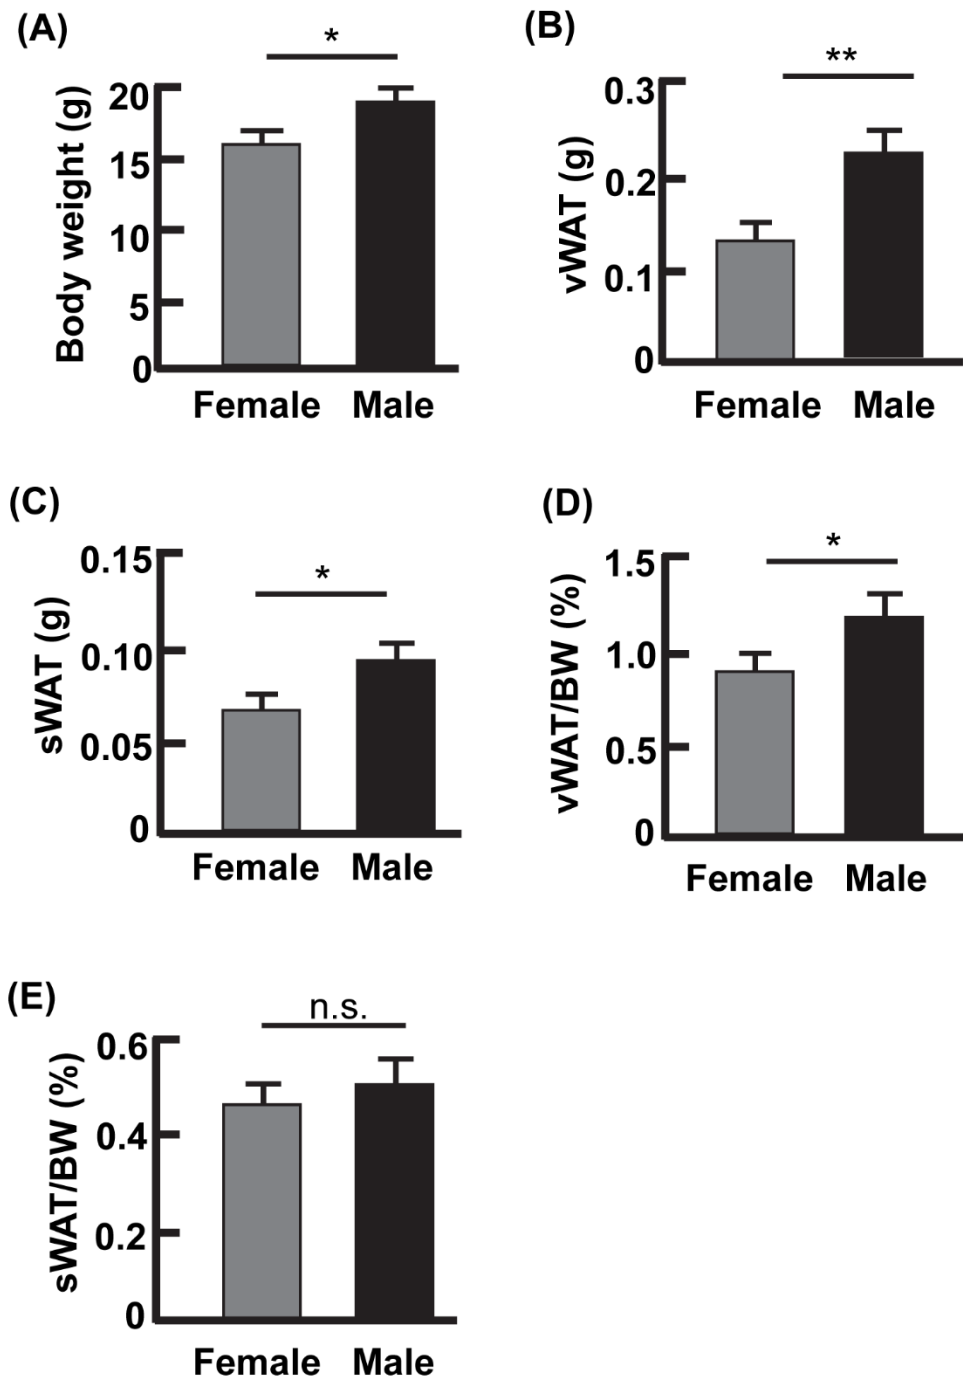 (A)
*
Body weight (g)
20
15
10
5
0
Female Male
(B)
**
vWAT (g)
0.3
0.2
0.1
0
Female Male
(C)
*
sWAT (g)
0.15
0.10
0.05
0
Female Male
(D)
*
vWAT/BW (%)
1.5
1.0
0.5
0
Female Male
(E)
n.s.
sWAT/BW (%)
0.6
0.4
0.2
0
Female Male